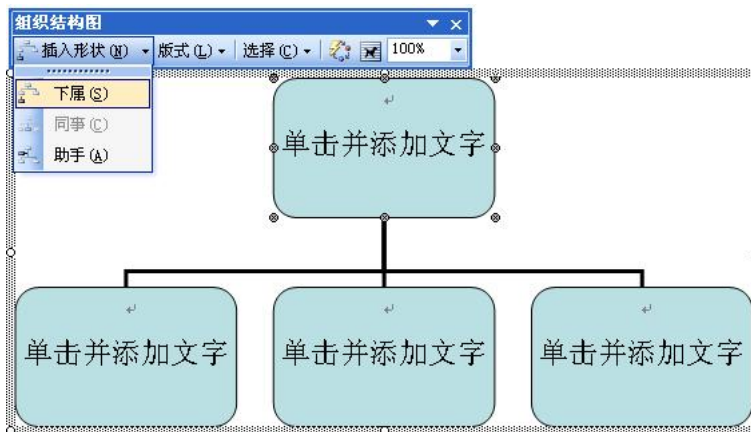 组织结构图
插入形状(N) 版式(L) 选择(C) 100%
下属(S)
同事(C)
助手(A)
单击并添加文字
单击并添加文字 单击并添加文字 单击并添加文字